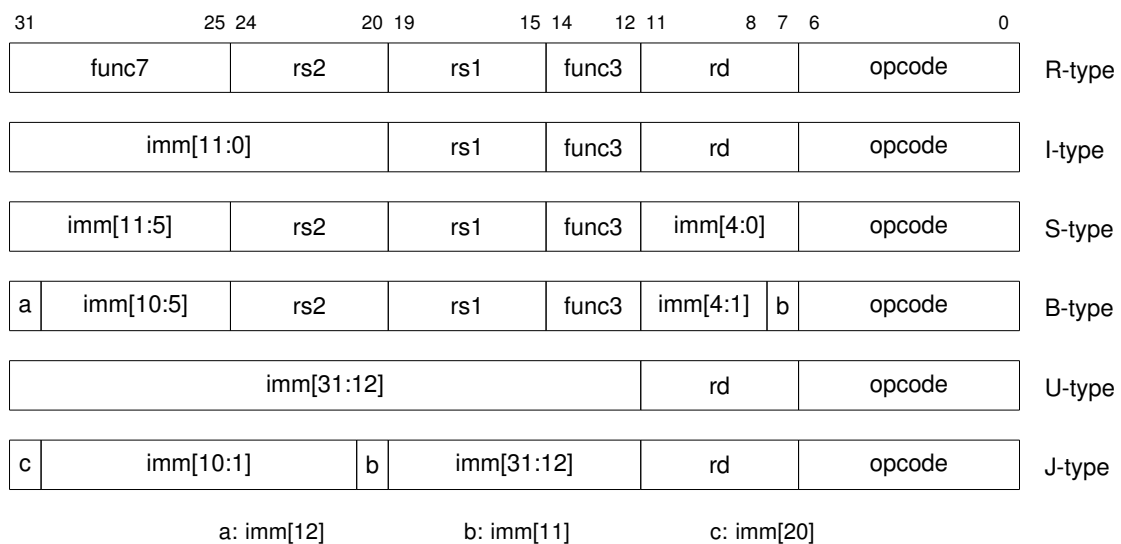 31 25 24 20 19 15 14 12 11 8 7 6 0
func7 rs2 rs1 func3 rd opcode R-type
imm[11:0] rs1 func3 rd opcode I-type
imm[11:5] rs2 rs1 func3 imm[4:0] opcode S-type
a imm[10:5] rs2 rs1 func3 imm[4:1] b opcode B-type
imm[31:12] rd opcode U-type
c imm[10:1] b imm[31:12] rd opcode J-type
a: imm[12] b: imm[11] c: imm[20]